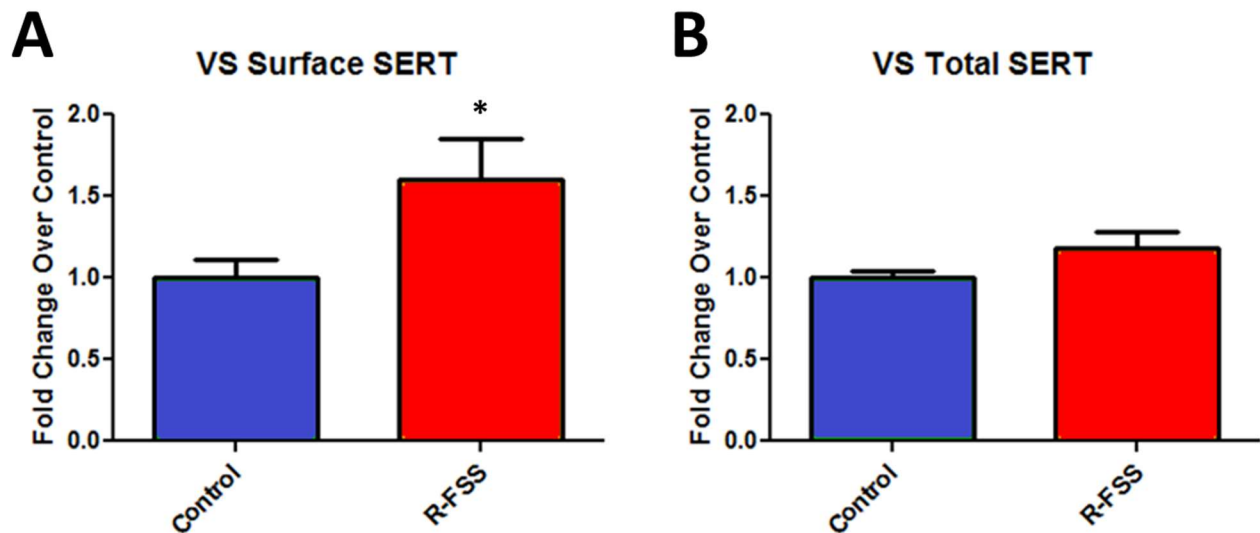 A
VS Surface SERT
Fold Change Over Control
2.0
1.5
1.0
0.5
0.0
*
Control
R-FSS
B
VS Total SERT
Fold Change Over Control
2.0
1.5
1.0
0.5
0.0
Control
R-FSS